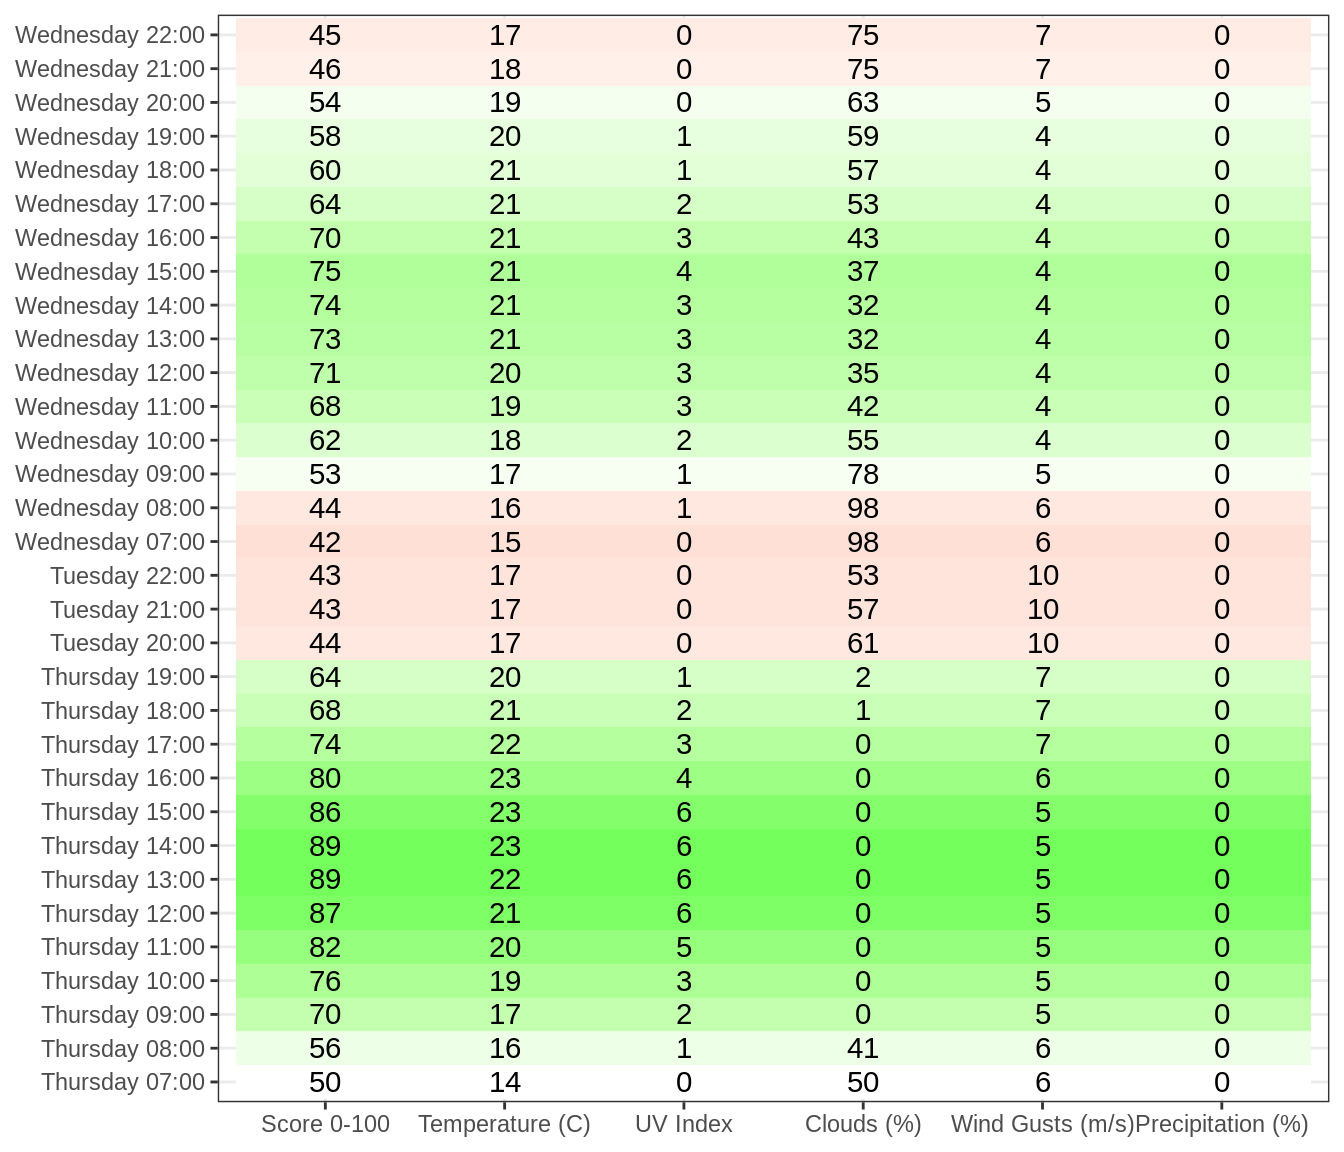 Wednesday 22:00 45 17 0 75 7 0
Wednesday 21:00 46 18 0 75 7 0
Wednesday 20:00 54 19 0 63 5 0
Wednesday 19:00 58 20 1 59 4 0
Wednesday 18:00 60 21 1 57 4 0
Wednesday 17:00 64 21 2 53 4 0
Wednesday 16:00 70 21 3 43 4 0
Wednesday 15:00 75 21 4 37 4 0
Wednesday 14:00 74 21 3 32 4 0
Wednesday 13:00 73 21 3 32 4 0
Wednesday 12:00 71 20 3 35 4 0
Wednesday 11:00 68 19 3 42 4 0
Wednesday 10:00 62 18 2 55 4 0
Wednesday 09:00 53 17 1 78 5 0
Wednesday 08:00 44 16 1 98 6 0
Wednesday 07:00 42 15 0 98 6 0
Tuesday 22:00 43 17 0 53 10 0
Tuesday 21:00 43 17 0 57 10 0
Tuesday 20:00 44 17 0 61 10 0
Thursday 19:00 64 20 1 2 7 0
Thursday 18:00 68 21 2 1 7 0
Thursday 17:00 74 22 3 0 7 0
Thursday 16:00 80 23 4 0 6 0
Thursday 15:00 86 23 6 0 5 0
Thursday 14:00 89 23 6 0 5 0
Thursday 13:00 89 22 6 0 5 0
Thursday 12:00 87 21 6 0 5 0
Thursday 11:00 82 20 5 0 5 0
Thursday 10:00 76 19 3 0 5 0
Thursday 09:00 70 17 2 0 5 0
Thursday 08:00 56 16 1 41 6 0
Thursday 07:00 50 14 0 50 6 0
Score 0-100 Temperature (C) UV Index Clouds (%) Wind Gusts (m/s) Precipitation (%)